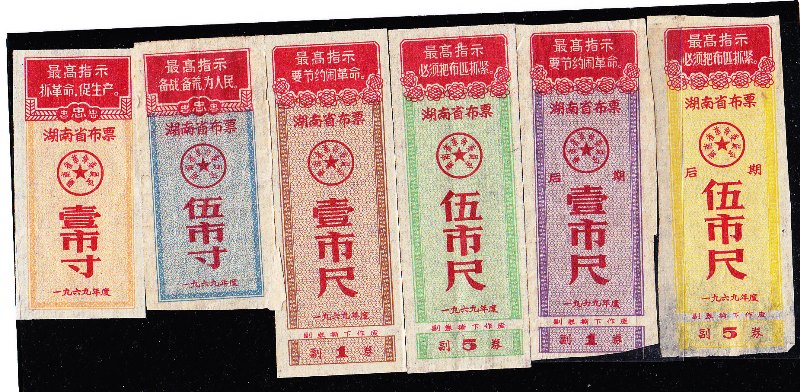 最高指示
抓革命,促生产。
忠忠忠
湖南省布票
壹市寸
一九六九年度
最高指示
备战、备荒、为人民。
忠忠忠
湖南省布票
伍市寸
一九六九年度
最高指示
要节约闹革命。
湖南省布票
壹市尺
一九六九年度
副券撕下作废
副 1 券
最高指示
必须把布匹抓紧。
湖南省布票
伍市尺
一九六九年度
副券撕下作废
副 5 券
最高指示
要节约闹革命。
湖南省布票
后 期
壹市尺
一九六九年度
副券撕下作废
副 1 券
最高指示
必须把布匹抓紧。
湖南省布票
后 期
伍市尺
一九六九年度
副券撕下作废
副 5 券